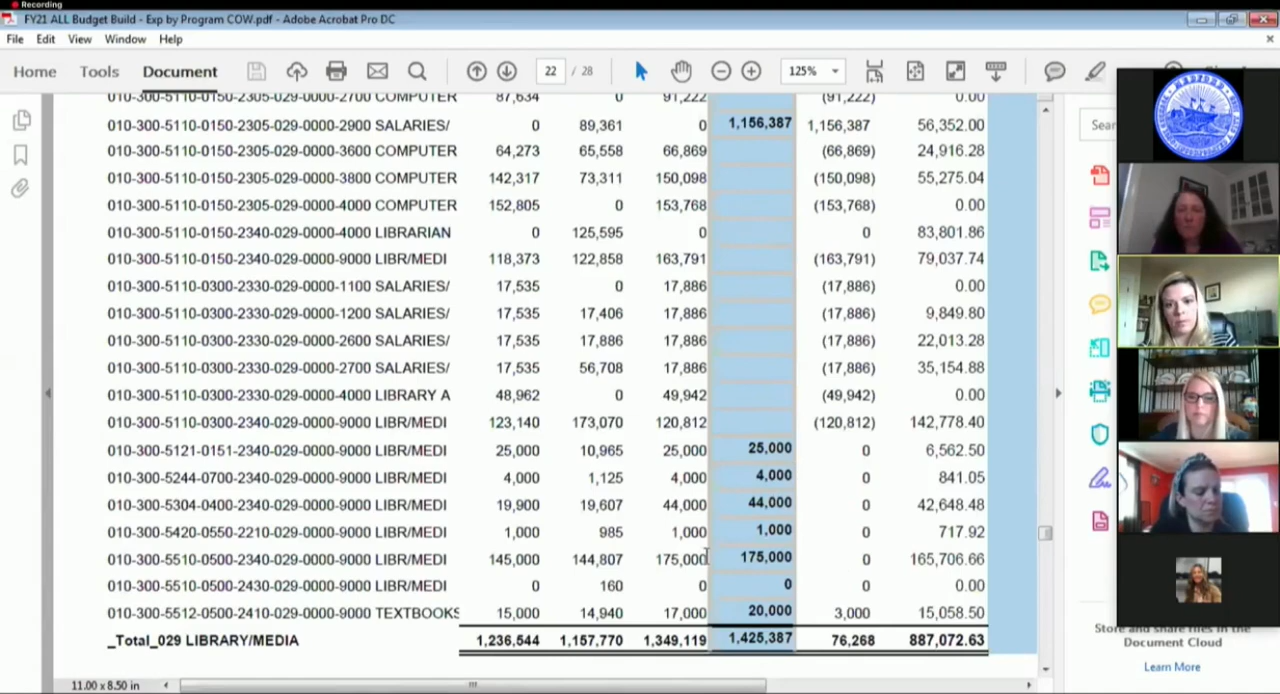 Recording
FY21 ALL Budget Build - Exp by Program COW.pdf - Adobe Acrobat Pro DC
File Edit View Window Help
Home Tools Document 22 / 28 125%
010-300-5110-0150-2305-029-0000-2700 COMPUTER 87,634 0 91,222 (91,222) 0.00
010-300-5110-0150-2305-029-0000-2900 SALARIES/ 0 89,361 0 1,156,387 1,156,387 56,352.00
010-300-5110-0150-2305-029-0000-3600 COMPUTER 64,273 65,558 66,869 (66,869) 24,916.28
010-300-5110-0150-2305-029-0000-3800 COMPUTER 142,317 73,311 150,098 (150,098) 55,275.04
010-300-5110-0150-2305-029-0000-4000 COMPUTER 152,805 0 153,768 (153,768) 0.00
010-300-5110-0150-2340-029-0000-4000 LIBRARIAN 0 125,595 0 0 83,801.86
010-300-5110-0150-2340-029-0000-9000 LIBR/MEDI 118,373 122,858 163,791 (163,791) 79,037.74
010-300-5110-0300-2330-029-0000-1100 SALARIES/ 17,535 0 17,886 (17,886) 0.00
010-300-5110-0300-2330-029-0000-1200 SALARIES/ 17,535 17,406 17,886 (17,886) 9,849.80
010-300-5110-0300-2330-029-0000-2600 SALARIES/ 17,535 17,886 17,886 (17,886) 22,013.28
010-300-5110-0300-2330-029-0000-2700 SALARIES/ 17,535 56,708 17,886 (17,886) 35,154.88
010-300-5110-0300-2330-029-0000-4000 LIBRARY A 48,962 0 49,942 (49,942) 0.00
010-300-5110-0300-2340-029-0000-9000 LIBR/MEDI 123,140 173,070 120,812 (120,812) 142,778.40
010-300-5121-0151-2340-029-0000-9000 LIBR/MEDI 25,000 10,965 25,000 25,000 0 6,562.50
010-300-5244-0700-2340-029-0000-9000 LIBR/MEDI 4,000 1,125 4,000 4,000 0 841.05
010-300-5304-0400-2340-029-0000-9000 LIBR/MEDI 19,900 19,607 44,000 44,000 0 42,648.48
010-300-5420-0550-2210-029-0000-9000 LIBR/MEDI 1,000 985 1,000 1,000 0 717.92
010-300-5510-0500-2340-029-0000-9000 LIBR/MEDI 145,000 144,807 175,000 175,000 0 165,706.66
010-300-5510-0500-2430-029-0000-9000 LIBR/MEDI 0 160 0 0 0 0.00
010-300-5512-0500-2410-029-0000-9000 TEXTBOOKS 15,000 14,940 17,000 20,000 3,000 15,058.50
_Total_029 LIBRARY/MEDIA 1,236,544 1,157,770 1,349,119 1,425,387 76,268 887,072.63
11.00 x 8.50 in
Sear
Store and share files in the
Document Cloud
Learn More